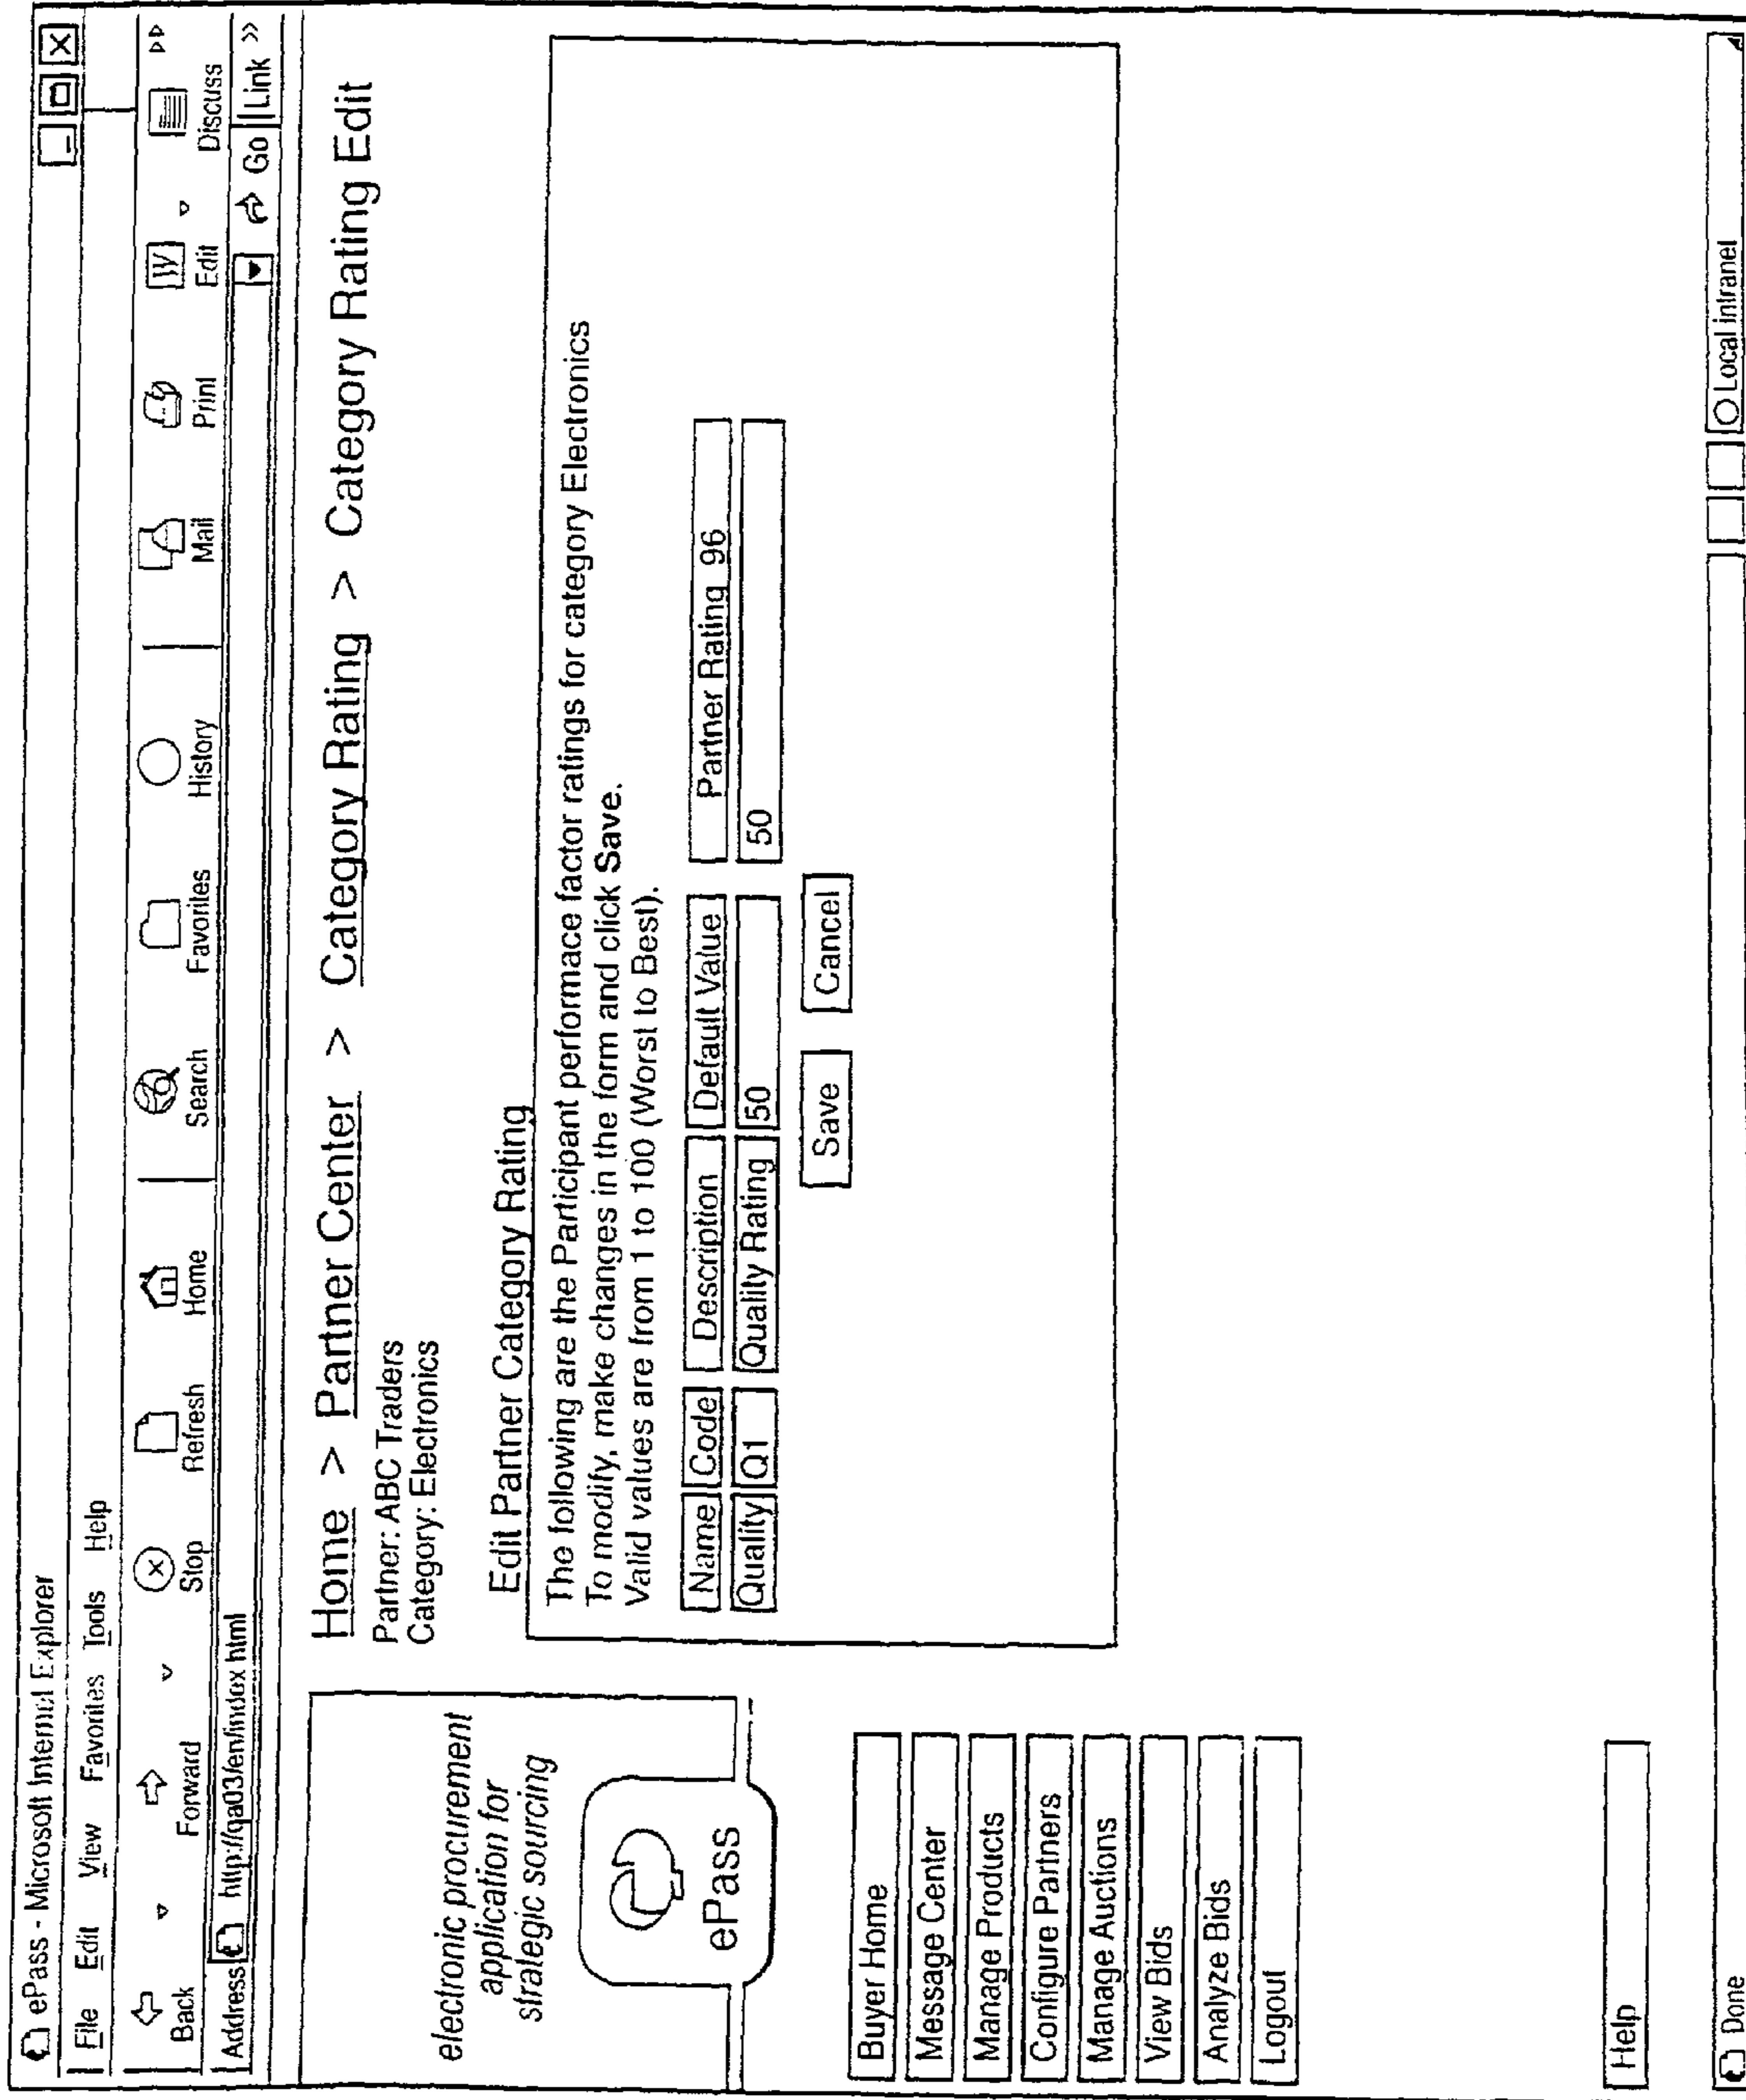 ePass - Microsoft Internet Explorer
File Edit View Favorites Tools Help
Back Forward Stop Refresh Home Search Favorites History Mail Print Edit Discuss
Address http://qa03/en/index html Go Link »
electronic procurement
application for
strategic sourcing
ePass
Buyer Home
Message Center
Manage Products
Configure Partners
Manage Auctions
View Bids
Analyze Bids
Logout
Help
Home > Partner Center > Category Rating > Category Rating Edit
Partner: ABC Traders
Category: Electronics
Edit Partner Category Rating
The following are the Participant performace factor ratings for category Electronics
To modify, make changes in the form and click Save.
Valid values are from 1 to 100 (Worst to Best).
Name Code Description Default Value Partner Rating 96
Quality Q1 Quality Rating 50 50
Save Cancel
Done Local intranet